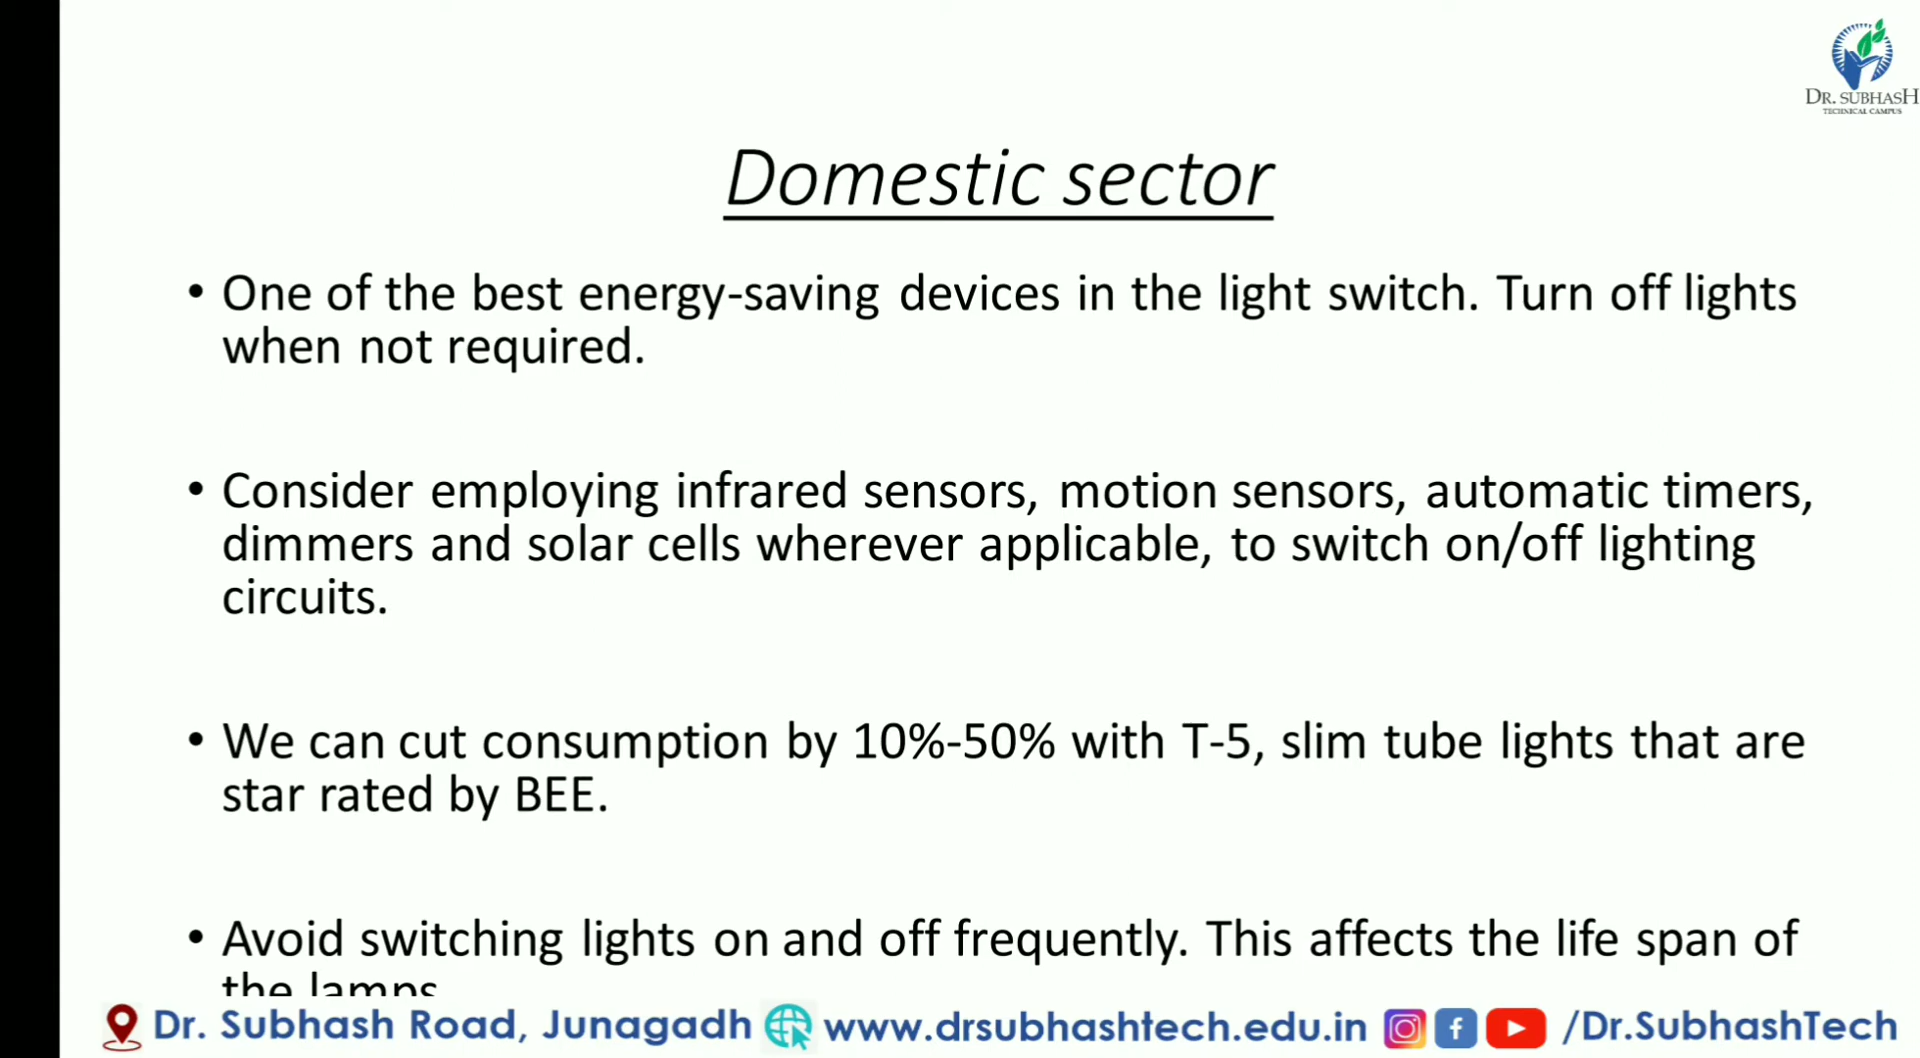 DR. SUBHASH
TECHNICAL CAMPUS
Domestic sector
• One of the best energy-saving devices in the light switch. Turn off lights
when not required.
• Consider employing infrared sensors, motion sensors, automatic timers,
dimmers and solar cells wherever applicable, to switch on/off lighting
circuits.
• We can cut consumption by 10%-50% with T-5, slim tube lights that are
star rated by BEE.
• Avoid switching lights on and off frequently. This affects the life span of
the lamps
Dr. Subhash Road, Junagadh www.drsubhashtech.edu.in /Dr.SubhashTech